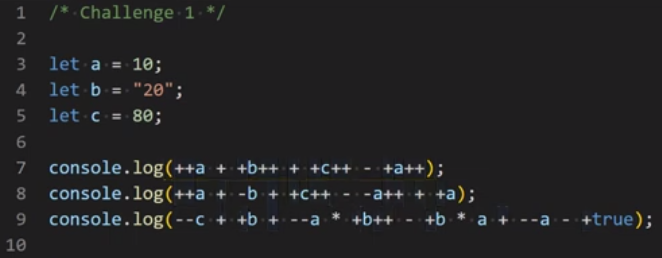 1 /* Challenge 1 */
2
3 let a = 10;
4 let b = "20";
5 let c = 80;
6
7 console.log(++a + +b++ + +c++ - +a++);
8 console.log(++a + -b + +c++ - -a++ + +a);
9 console.log(--c + +b + --a * +b++ - +b * a + --a - +true);
10